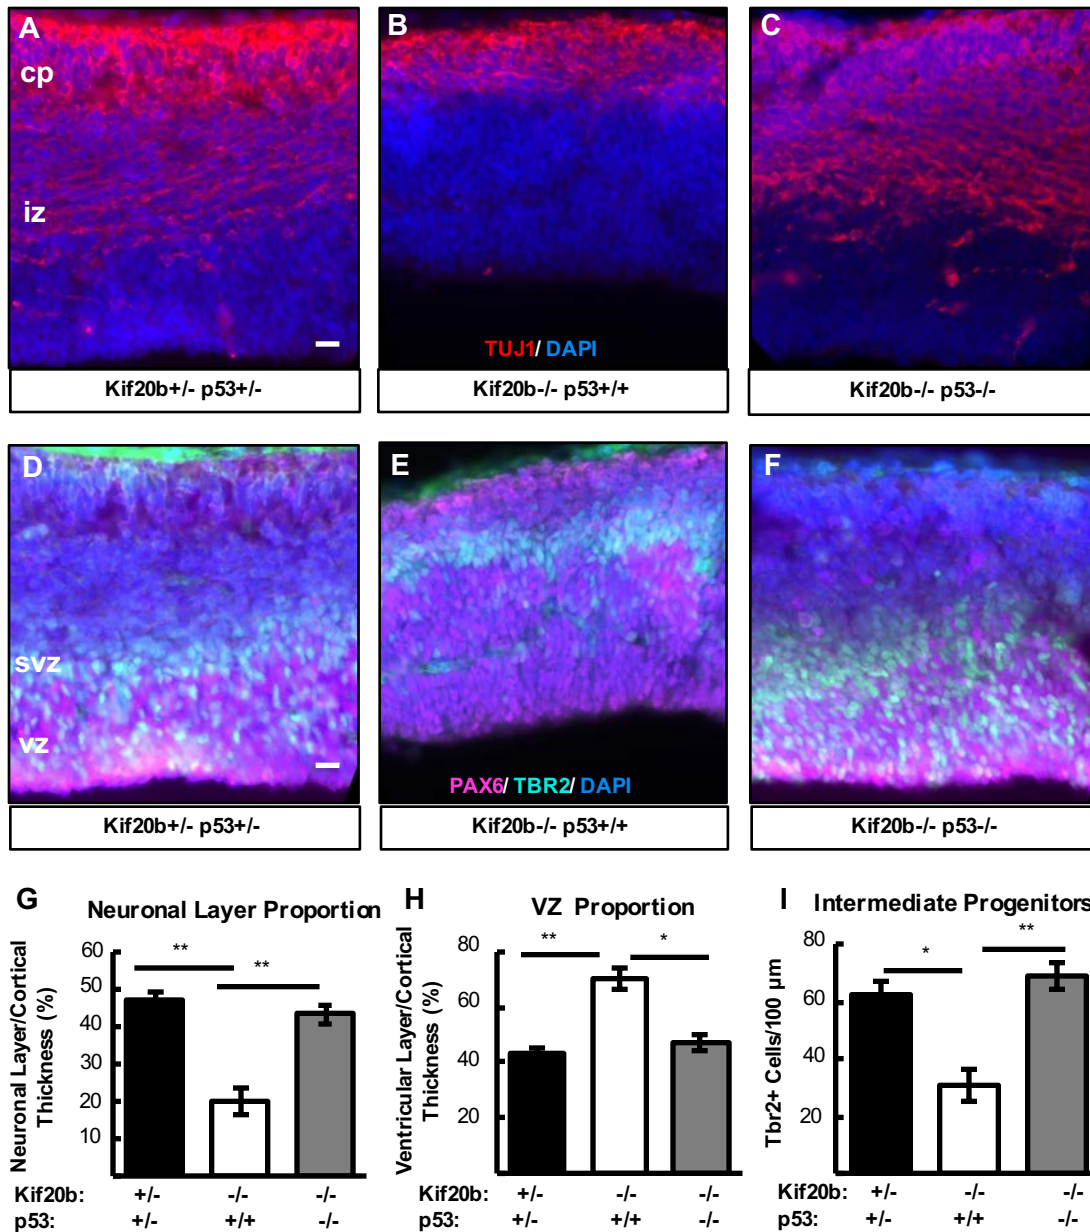 A
B
C
cp
iz
TUJ1/ DAPI
Kif20b+/- p53+/-
Kif20b-/- p53+/+
Kif20b-/- p53-/-
D
E
F
svz
vz
PAX6/ TBR2/ DAPI
Kif20b+/- p53+/-
Kif20b-/- p53+/+
Kif20b-/- p53-/-
G
Neuronal Layer Proportion
Neuronal Layer/Cortical
Thickness (%)
60
50
40
30
20
10
**
**
Kif20b: +/- -/- -/-
p53: +/- +/+ -/-
H
VZ Proportion
Ventricular Layer/Cortical
Thickness (%)
80
60
40
20
**
*
+/- -/- -/-
+/- +/+ -/-
I
Intermediate Progenitors
Tbr2+ Cells/100 µm
80
60
40
20
*
**
Kif20b: +/- -/- -/-
p53: +/- +/+ -/-